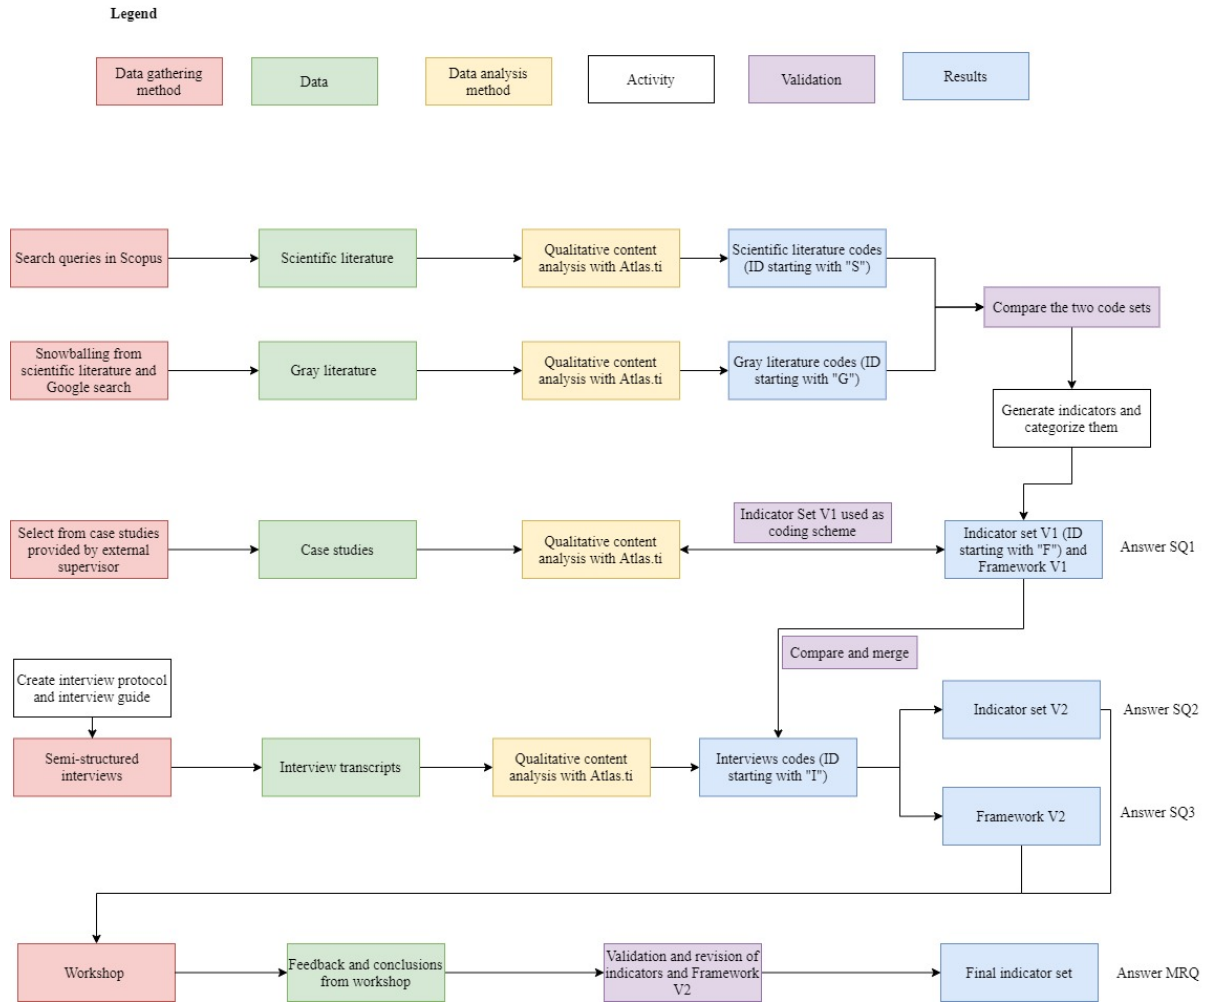 Legend
Data gathering
method
Data
Data analysis
method
Activity
Validation
Results
Search queries in Scopus
Scientific literature
Qualitative content
analysis with Atlas.ti
Scientific literature codes
(ID starting with "S")
Compare the two code sets
Snowballing from
scientific literature and
Google search
Gray literature
Qualitative content
analysis with Atlas.ti
Gray literature codes (ID
starting with "G")
Generate indicators and
categorize them
Select from case studies
provided by external
supervisor
Case studies
Qualitative content
analysis with Atlas.ti
Indicator Set V1 used as
coding scheme
Indicator set V1 (ID
starting with "F") and
Framework V1
Answer SQ1
Compare and merge
Create interview protocol
and interview guide
Indicator set V2
Answer SQ2
Semi-structured
interviews
Interview transcripts
Qualitative content
analysis with Atlas.ti
Interviews codes (ID
starting with "I")
Framework V2
Answer SQ3
Workshop
Feedback and conclusions
from workshop
Validation and revision of
indicators and Framework
V2
Final indicator set
Answer MRQ